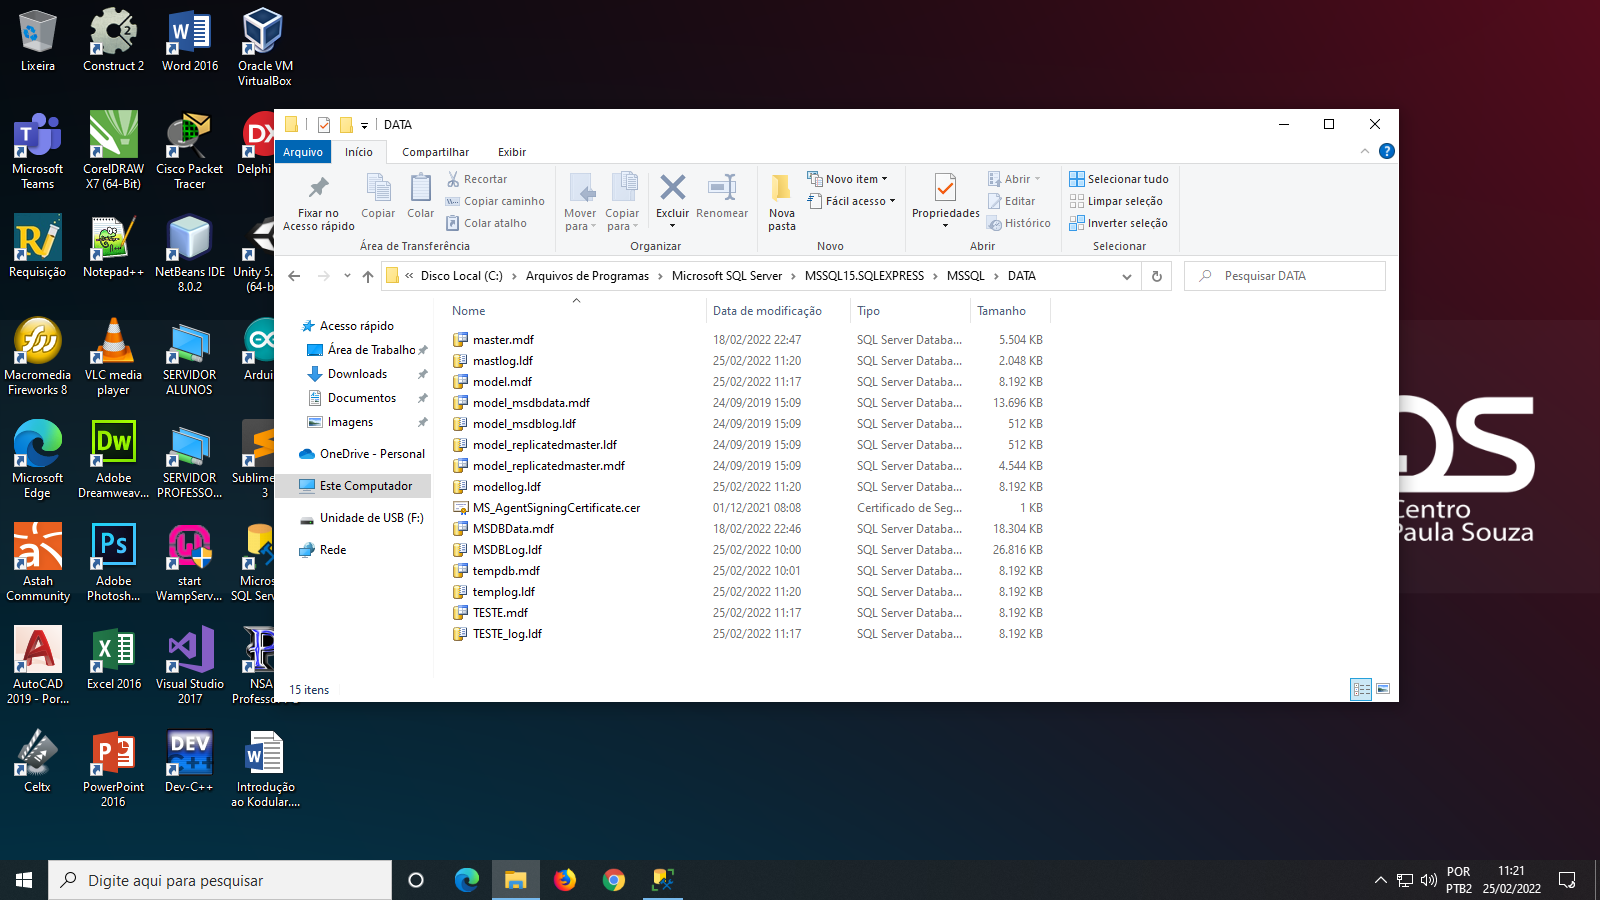 Lixeira
Construct 2
Word 2016
Oracle VM
VirtualBox
Microsoft
Teams
CorelDRAW
X7 (64-Bit)
Cisco Packet
Tracer
Delphi
Requisição
Notepad++
NetBeans IDE
8.0.2
Unity 5.
(64-b
Macromedia
Fireworks 8
VLC media
player
SERVIDOR
ALUNOS
Ardui
Microsoft
Edge
Adobe
Dreamweav...
SERVIDOR
PROFESSO...
Sublime
3
Astah
Community
Adobe
Photosh...
start
WampServ...
Micros
SQL Serv
AutoCAD
2019 - Por...
Excel 2016
Visual Studio
2017
NSA
Professor
Celtx
PowerPoint
2016
Dev-C++
Introdução
ao Kodular....
DATA
Arquivo
Início
Compartilhar
Exibir
Fixar no
Acesso rápido
Copiar
Colar
Recortar
Copiar caminho
Colar atalho
Área de Transferência
Mover
para
Copiar
para
Excluir
Renomear
Organizar
Nova
pasta
Novo item
Fácil acesso
Novo
Propriedades
Abrir
Editar
Histórico
Abrir
Selecionar tudo
Limpar seleção
Inverter seleção
Selecionar
« Disco Local (C:) › Arquivos de Programas › Microsoft SQL Server › MSSQL15.SQLEXPRESS › MSSQL › DATA
Pesquisar DATA
Acesso rápido
Área de Trabalho
Downloads
Documentos
Imagens
OneDrive - Personal
Este Computador
Unidade de USB (F:)
Rede
Nome Data de modificação Tipo Tamanho
master.mdf 18/02/2022 22:47 SQL Server Databa... 5.504 KB
mastlog.ldf 25/02/2022 11:20 SQL Server Databa... 2.048 KB
model.mdf 25/02/2022 11:17 SQL Server Databa... 8.192 KB
model_msdbdata.mdf 24/09/2019 15:09 SQL Server Databa... 13.696 KB
model_msdblog.ldf 24/09/2019 15:09 SQL Server Databa... 512 KB
model_replicatedmaster.ldf 24/09/2019 15:09 SQL Server Databa... 512 KB
model_replicatedmaster.mdf 24/09/2019 15:09 SQL Server Databa... 4.544 KB
modellog.ldf 25/02/2022 11:20 SQL Server Databa... 8.192 KB
MS_AgentSigningCertificate.cer 01/12/2021 08:08 Certificado de Seg... 1 KB
MSDBData.mdf 18/02/2022 22:46 SQL Server Databa... 18.304 KB
MSDBLog.ldf 25/02/2022 10:00 SQL Server Databa... 26.816 KB
tempdb.mdf 25/02/2022 10:01 SQL Server Databa... 8.192 KB
templog.ldf 25/02/2022 11:20 SQL Server Databa... 8.192 KB
TESTE.mdf 25/02/2022 11:17 SQL Server Databa... 8.192 KB
TESTE_log.ldf 25/02/2022 11:17 SQL Server Databa... 8.192 KB
15 itens
Centro
Paula Souza
Digite aqui para pesquisar
POR
PTB2
11:21
25/02/2022